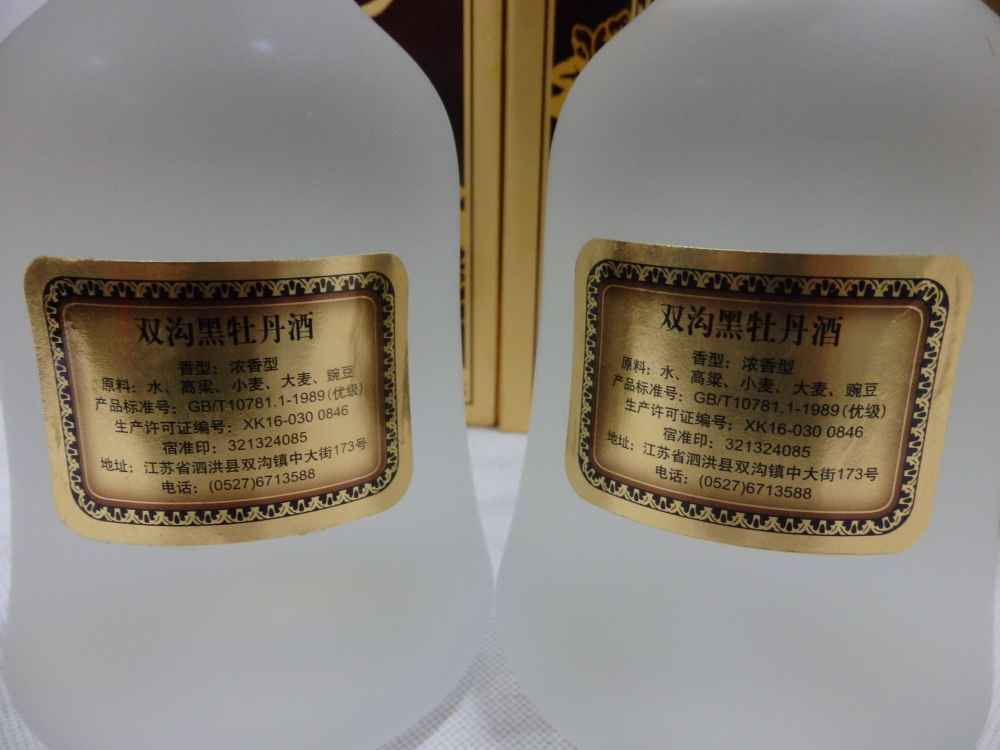 双沟黑牡丹酒
香型：浓香型
原料：水、高粱、小麦、大麦、豌豆
产品标准号：GB/T10781.1-1989(优级)
生产许可证编号：XK16-030 0846
宿准印：321324085
地址：江苏省泗洪县双沟镇中大街173号
电话：(0527)6713588
双沟黑牡丹酒
香型：浓香型
原料：水、高粱、小麦、大麦、豌豆
产品标准号：GB/T10781.1-1989(优级)
生产许可证编号：XK16-030 0846
宿准印：321324085
地址：江苏省泗洪县双沟镇中大街173号
电话：(0527)6713588